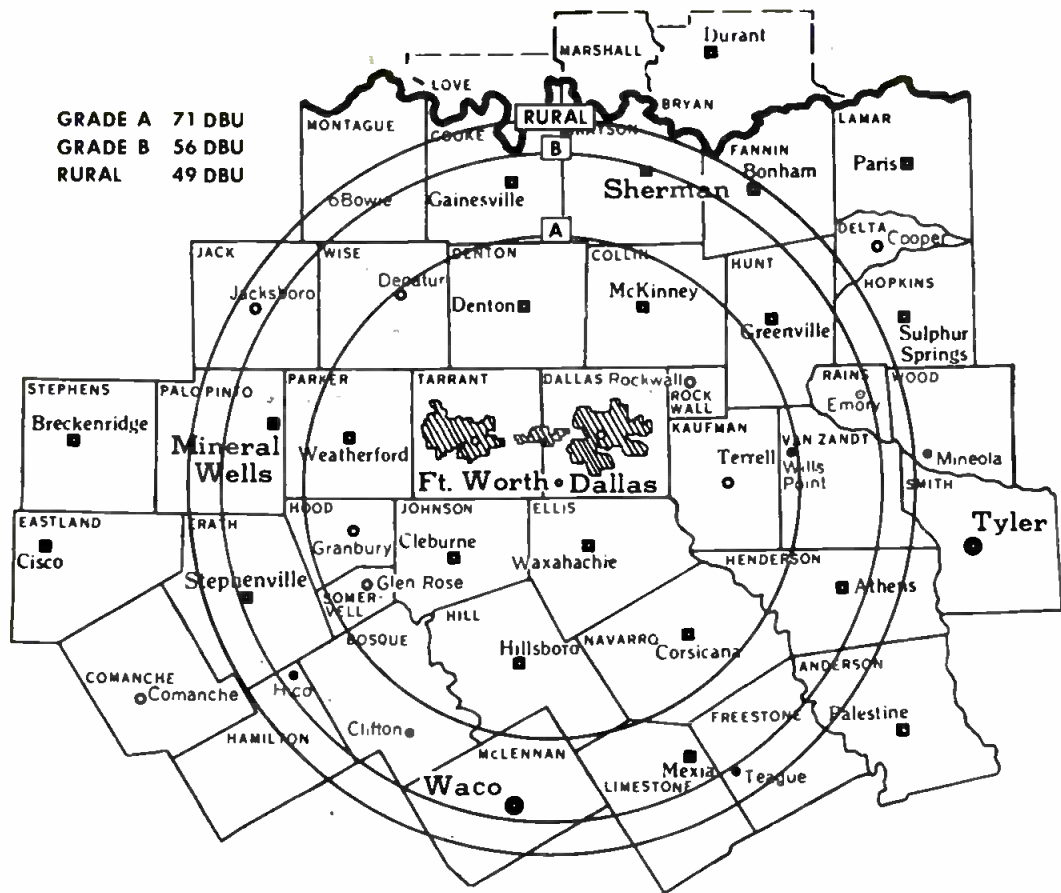 Durant
MARSHALL
LOVE
BRYAN
GRADE A 71 DBU
GRADE B 56 DBU
RURAL 49 DBU
RURAL
MONTAGUE
COOKE
LAMAR
FANNIN
B
Bonham
Paris
Sherman
Gainesville
Bowie
A
DELTA
Cooper
JACK
WISE
DENTON
COLLIN
HUNT
HOPKINS
Jacksboro
Decatur
Denton
McKinney
Greenville
Sulphur
Springs
STEPHENS
PALO PINTO
PARKER
TARRANT
DALLAS
Rockwall
ROCK
WALL
RAINS
WOOD
Emory
Breckenridge
Mineral
Wells
Weatherford
KAUFMAN
VAN ZANDT
Terrell
Wills
Point
Mineola
Ft. Worth • Dallas
SMITH
EASTLAND
ERATH
HOOD
JOHNSON
ELLIS
Tyler
Cisco
Granbury
Cleburne
Waxahachie
HENDERSON
Stephenville
Glen Rose
SOMER-
VELL
Athens
HILL
BOSQUE
NAVARRO
Hillsboro
Corsicana
ANDERSON
COMANCHE
Comanche
Hico
Clifton
FREESTONE
Palestine
HAMILTON
McLENNAN
Mexia
Teague
LIMESTONE
Waco